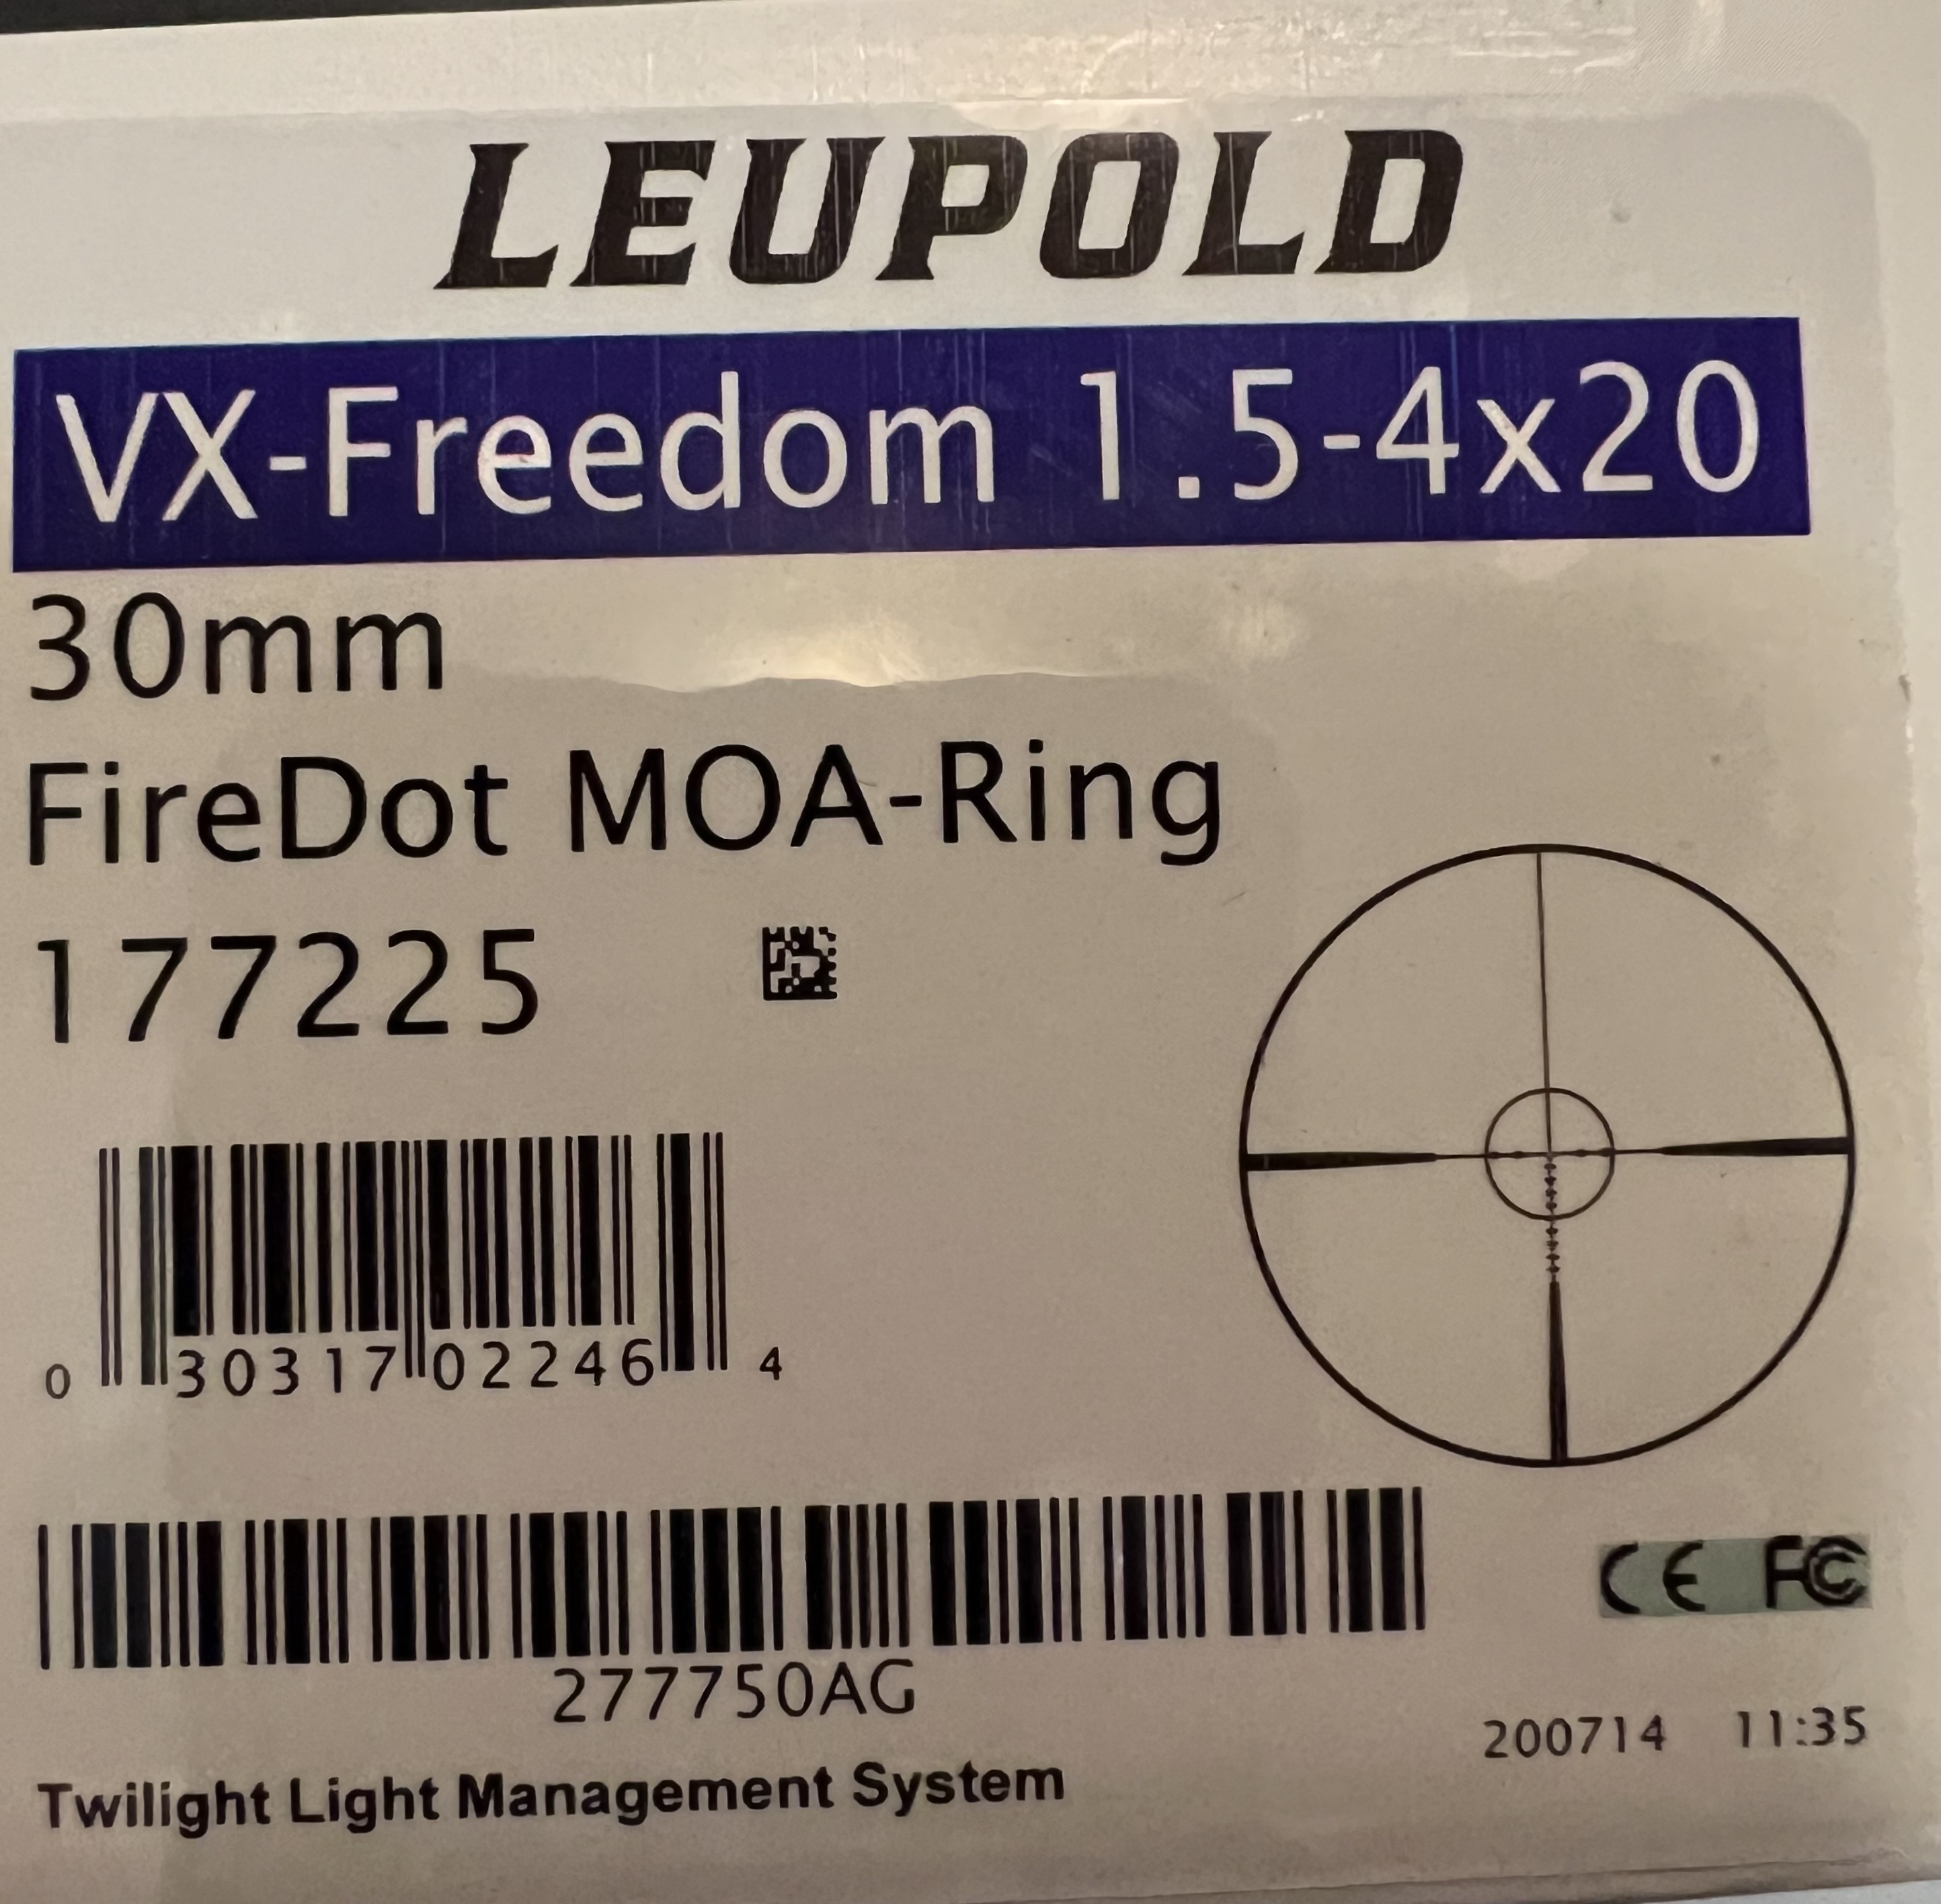 LEUPOLD
VX-Freedom 1.5-4x20
30mm
FireDot MOA-Ring
177225
0 30317 02246 4
277750AG
CE FC
200714 11:35
Twilight Light Management System